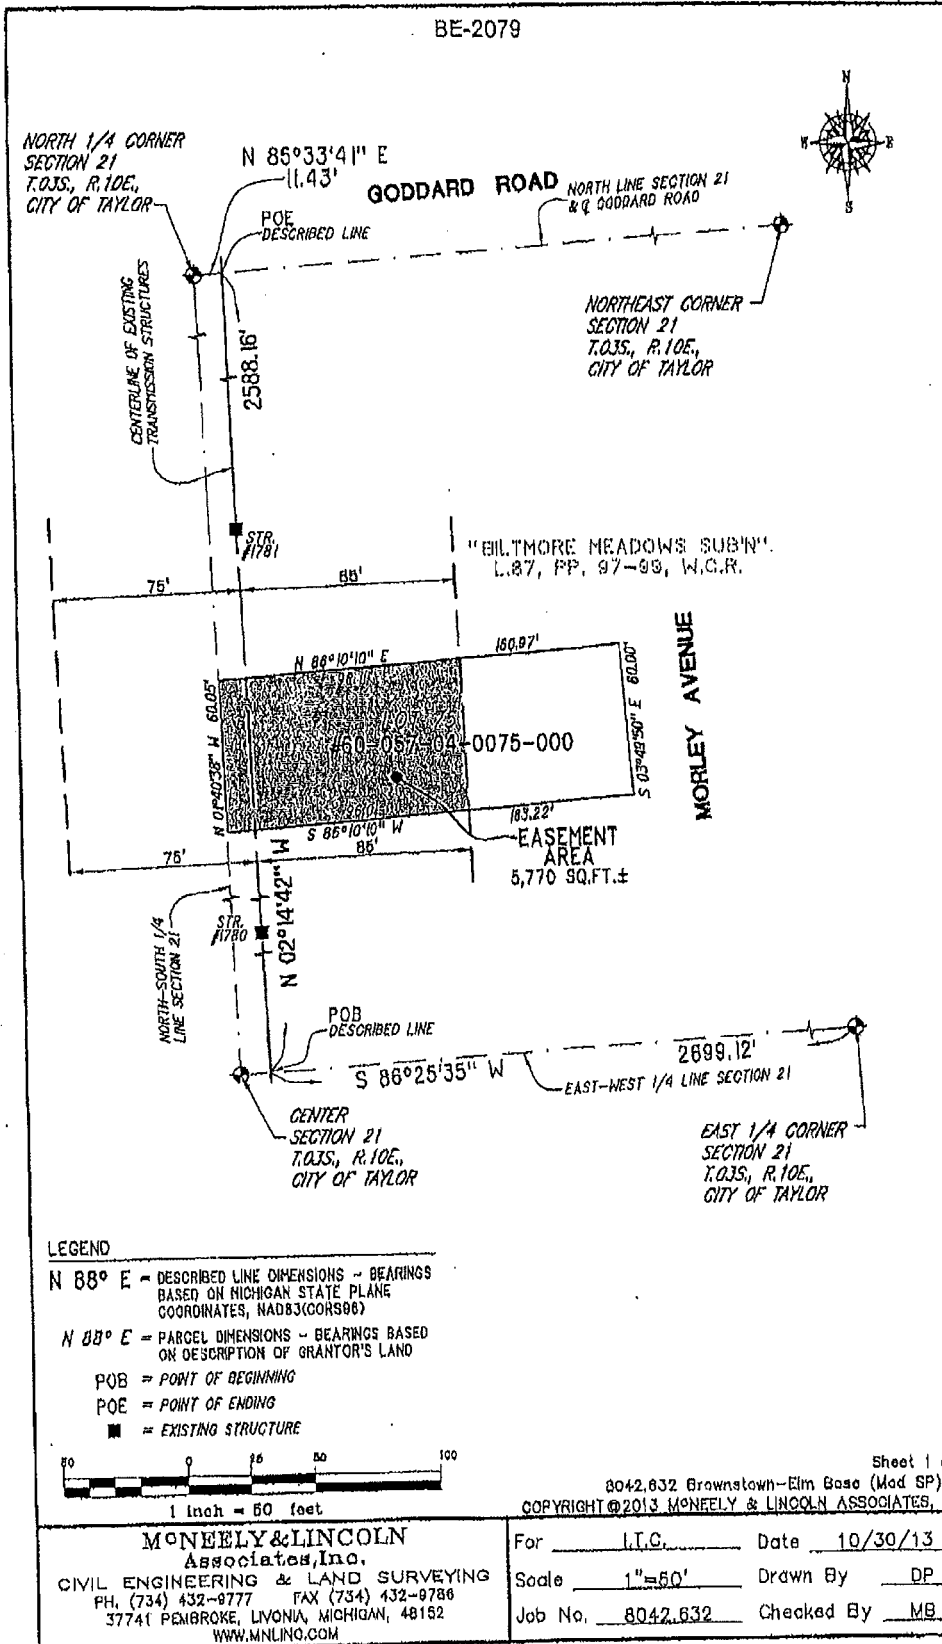 BE-2079
NORTH 1/4 CORNER
SECTION 21
T.03S., R.10E.,
CITY OF TAYLOR
N 85°33'41" E
11.43'
GODDARD ROAD
NORTH LINE SECTION 21
& ℄ GODDARD ROAD
POE
DESCRIBED LINE
N
W
E
S
CENTERLINE OF EXISTING
TRANSMISSION STRUCTURES
2588.16'
NORTHEAST CORNER
SECTION 21
T.03S., R.10E.,
CITY OF TAYLOR
STR.
#1781
"BILTMORE MEADOWS SUB'N".
L.87, PP. 97-99, W.C.R.
75'
85'
N 86°10'10" E
180.97'
N 01°40'38" W 60.05'
S 03°49'50" E 60.00'
MORLEY AVENUE
LOT 75
#60-057-04-0075-000
S 86°10'10" W
183.22'
EASEMENT
AREA
5,770 SQ.FT.±
75'
85'
STR.
#1780
N 02°14'42" W
NORTH-SOUTH 1/4
LINE SECTION 21
POB
DESCRIBED LINE
S 86°25'35" W
2699.12'
EAST-WEST 1/4 LINE SECTION 21
CENTER
SECTION 21
T.03S., R.10E.,
CITY OF TAYLOR
EAST 1/4 CORNER
SECTION 21
T.03S., R.10E.,
CITY OF TAYLOR
LEGEND
N 88° E = DESCRIBED LINE DIMENSIONS - BEARINGS
BASED ON MICHIGAN STATE PLANE
COORDINATES, NAD83(CORS96)
N 88° E = PARCEL DIMENSIONS - BEARINGS BASED
ON DESCRIPTION OF GRANTOR'S LAND
POB = POINT OF BEGINNING
POE = POINT OF ENDING
= EXISTING STRUCTURE
50 0 25 50 100
1 inch = 50 feet
Sheet 1
8042.632 Brownstown-Elm Base (Mod SP)
COPYRIGHT©2013 MCNEELY & LINCOLN ASSOCIATES,
MCNEELY&LINCOLN
Associates,Inc.
CIVIL ENGINEERING & LAND SURVEYING
PH. (734) 432-9777 FAX (734) 432-9786
37741 PEMBROKE, LIVONIA, MICHIGAN, 48152
WWW.MNLINC.COM
For I.T.C. Date 10/30/13
Scale 1"=50' Drawn By DP
Job No. 8042.632 Checked By MB